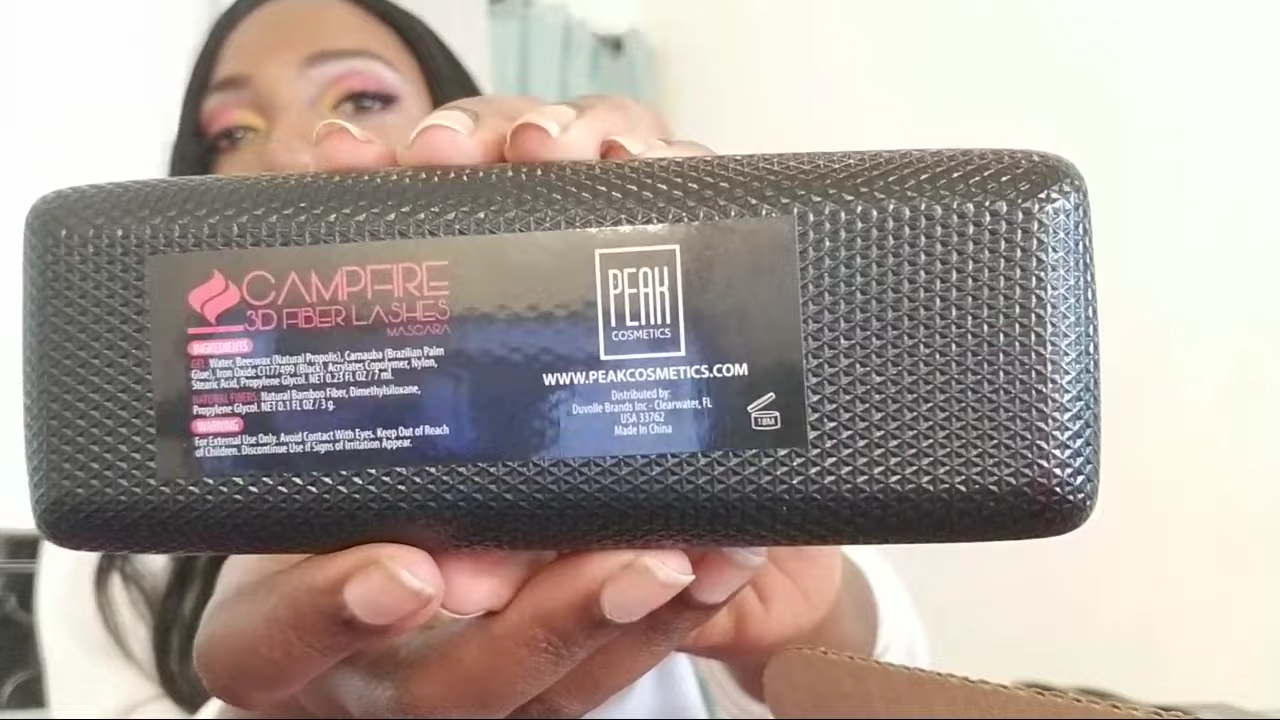 CAMPFIRE
3D FIBER LASHES
MASCARA
INGREDIENTS
GEL: Water, Beeswax (Natural Propolis), Carnauba (Brazilian Palm
Glue), Iron Oxide CI177499 (Black), Acrylates Copolymer, Nylon,
Stearic Acid, Propylene Glycol. NET 0.23 FL OZ / 7 ml.
NATURAL FIBERS: Natural Bamboo Fiber, Dimethylsiloxane,
Propylene Glycol. NET 0.1 FL OZ / 3 g.
WARNING
For External Use Only. Avoid Contact With Eyes. Keep Out of Reach
of Children. Discontinue Use if Signs of Irritation Appear.
PEAK
COSMETICS
WWW.PEAKCOSMETICS.COM
Distributed by:
Duvolle Brands Inc - Clearwater, FL
USA 33762
Made In China
18M